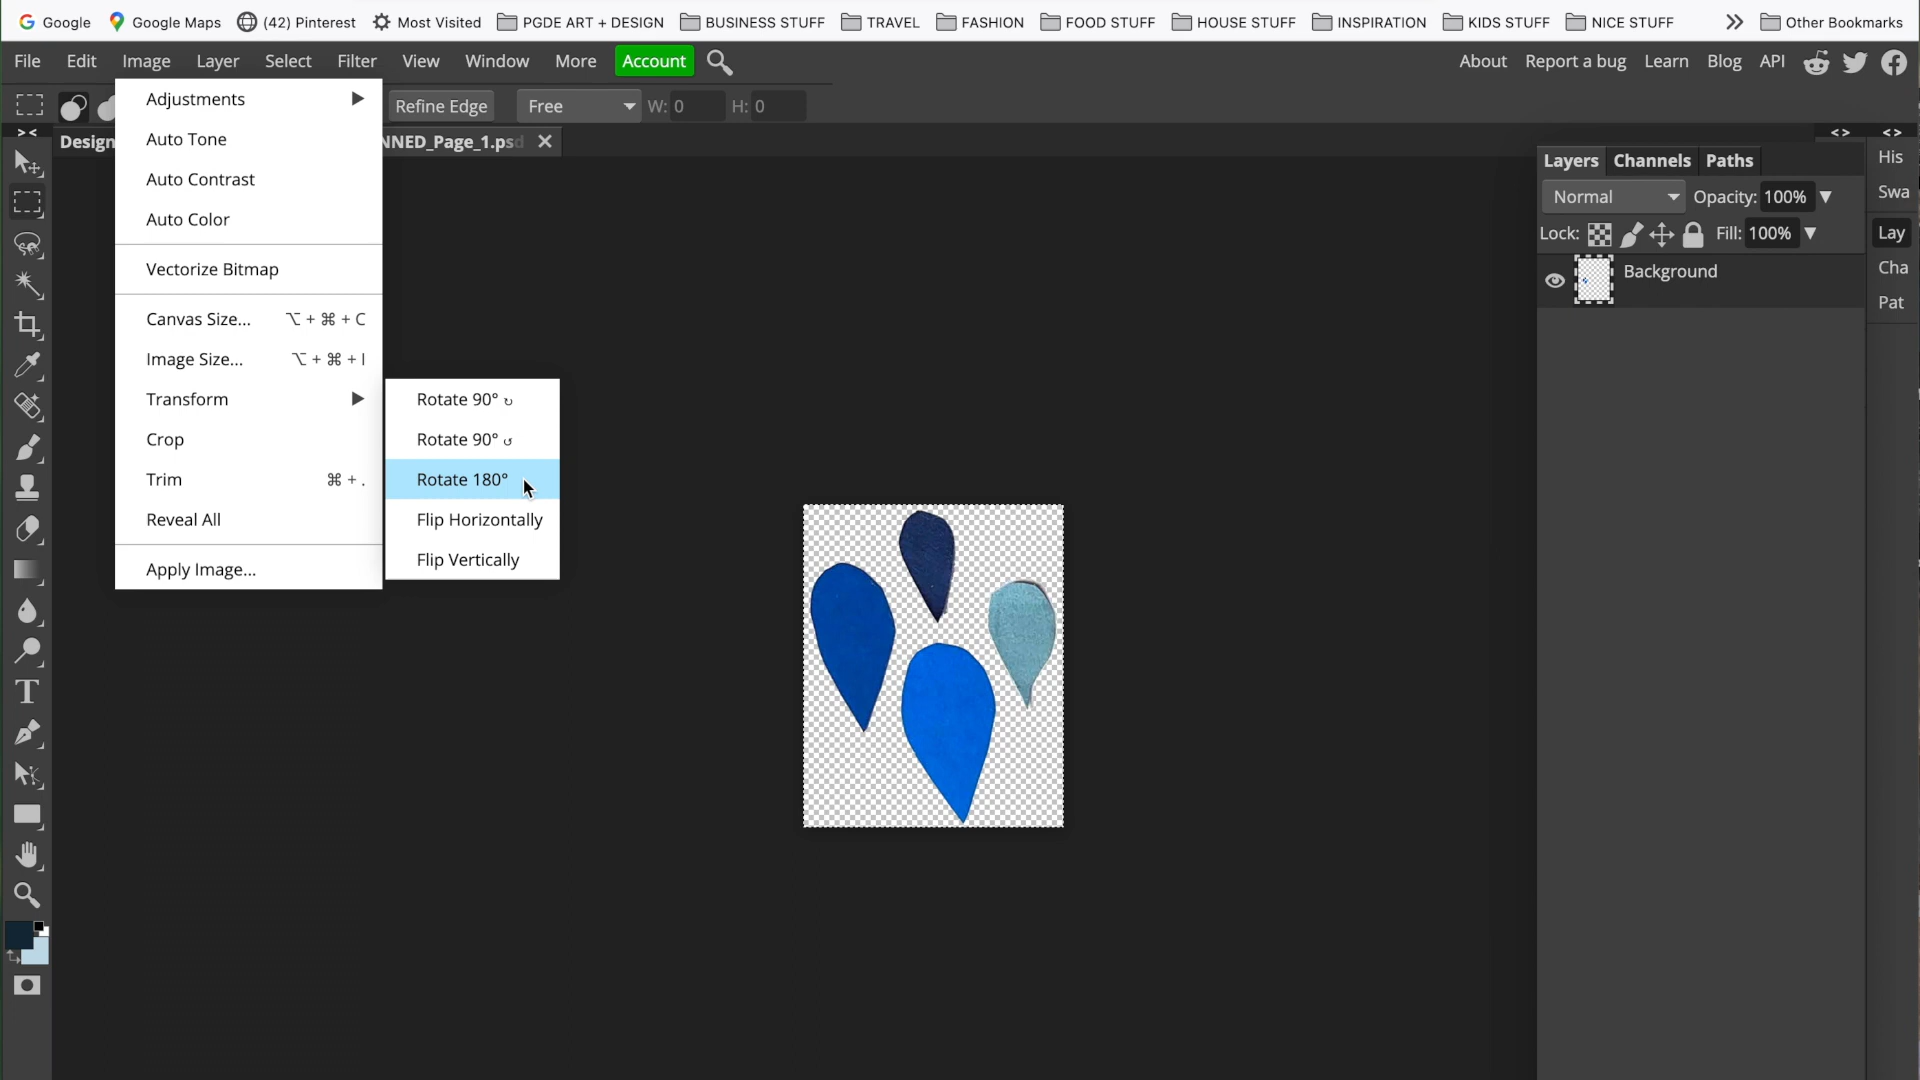 Google Google Maps (42) Pinterest Most Visited PGDE ART + DESIGN BUSINESS STUFF TRAVEL FASHION FOOD STUFF HOUSE STUFF INSPIRATION KIDS STUFF NICE STUFF Other Bookmarks
File Edit Image Layer Select Filter View Window More Account About Report a bug Learn Blog API
Refine Edge Free W: 0 H: 0
Design NNED_Page_1.psd
Adjustments
Auto Tone
Auto Contrast
Auto Color
Vectorize Bitmap
Canvas Size... ⌥ + ⌘ + C
Image Size... ⌥ + ⌘ + I
Transform
Crop
Trim ⌘ + .
Reveal All
Apply Image...
Rotate 90° ↻
Rotate 90° ↺
Rotate 180°
Flip Horizontally
Flip Vertically
Layers Channels Paths
Normal Opacity: 100%
Lock: Fill: 100%
Background
His
Swa
Lay
Cha
Pat